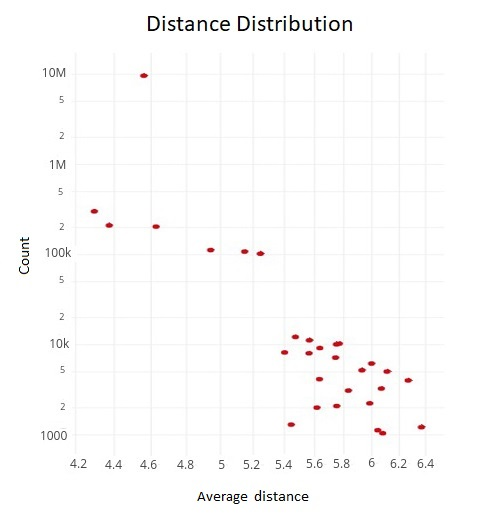 Distance Distribution
10M
5
2
1M
5
2
100k
5
2
10k
5
2
1000
Count
4.2 4.4 4.6 4.8 5 5.2 5.4 5.6 5.8 6 6.2 6.4
Average distance